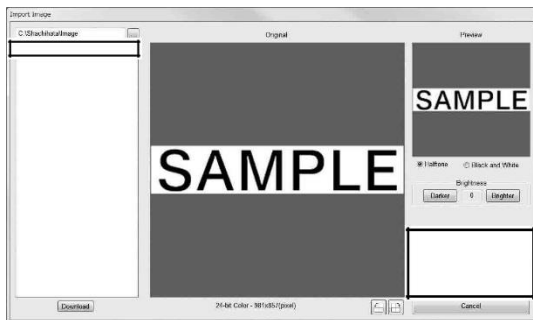 Import Image
C:\Shachihata\Image
Original
Preview
SAMPLE
SAMPLE
Halftone Black and White
Brightness
Darker 0 Brighter
Download
24-bit Color - 981x857(pixel)
Cancel